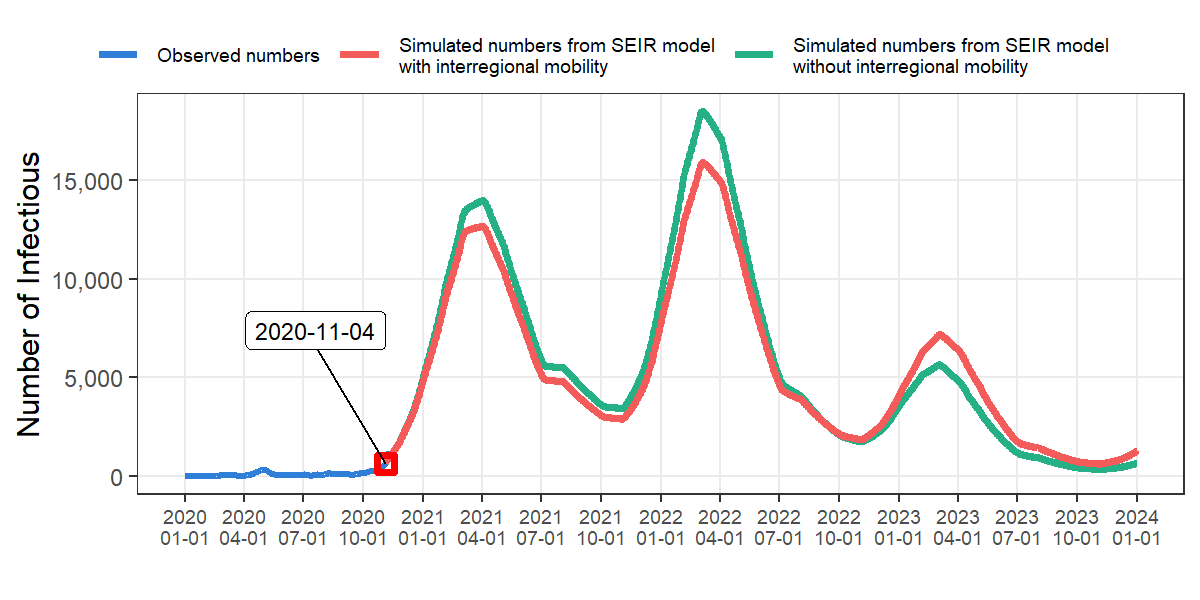 Observed numbers
Simulated numbers from SEIR model
with interregional mobility
Simulated numbers from SEIR model
without interregional mobility
Number of Infectious
15,000
10,000
5,000
0
2020-11-04
2020 2020 2020 2020 2021 2021 2021 2021 2022 2022 2022 2022 2023 2023 2023 2023 2024
01-01 04-01 07-01 10-01 01-01 04-01 07-01 10-01 01-01 04-01 07-01 10-01 01-01 04-01 07-01 10-01 01-01